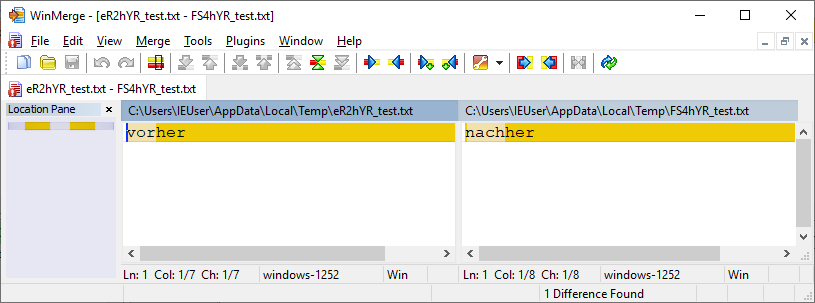 WinMerge - [eR2hYR_test.txt - FS4hYR_test.txt]
File Edit View Merge Tools Plugins Window Help
eR2hYR_test.txt - FS4hYR_test.txt
Location Pane
C:\Users\IEUser\AppData\Local\Temp\eR2hYR_test.txt
C:\Users\IEUser\AppData\Local\Temp\FS4hYR_test.txt
vorher
nachher
Ln: 1 Col: 1/7 Ch: 1/7 windows-1252 Win
Ln: 1 Col: 1/8 Ch: 1/8 windows-1252 Win
1 Difference Found